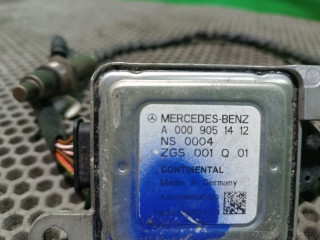 MERCEDES-BENZ
A 000 905 14 12
NS 0004
ZGS 001 Q 01
CONTINENTAL
Made in Germany